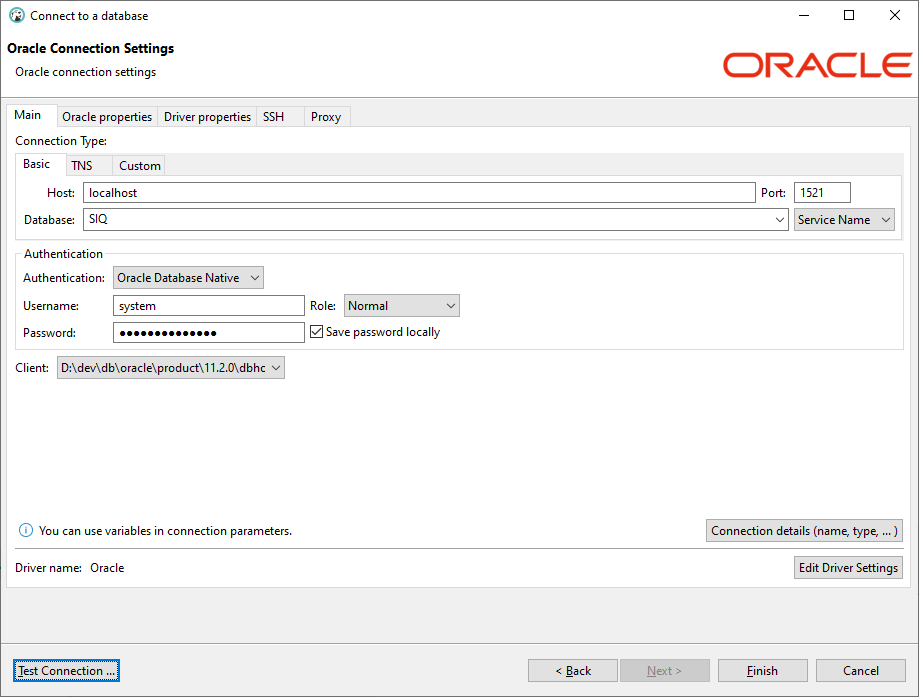 Connect to a database
Oracle Connection Settings
Oracle connection settings
ORACLE
Main Oracle properties Driver properties SSH Proxy
Connection Type:
Basic TNS Custom
Host: localhost Port: 1521
Database: SIQ Service Name
Authentication
Authentication: Oracle Database Native
Username: system Role: Normal
Password: ●●●●●●●●●●●●●● Save password locally
Client: D:\dev\db\oracle\product\11.2.0\dbhc
You can use variables in connection parameters. Connection details (name, type, ... )
Driver name: Oracle Edit Driver Settings
Test Connection ... < Back Next > Finish Cancel